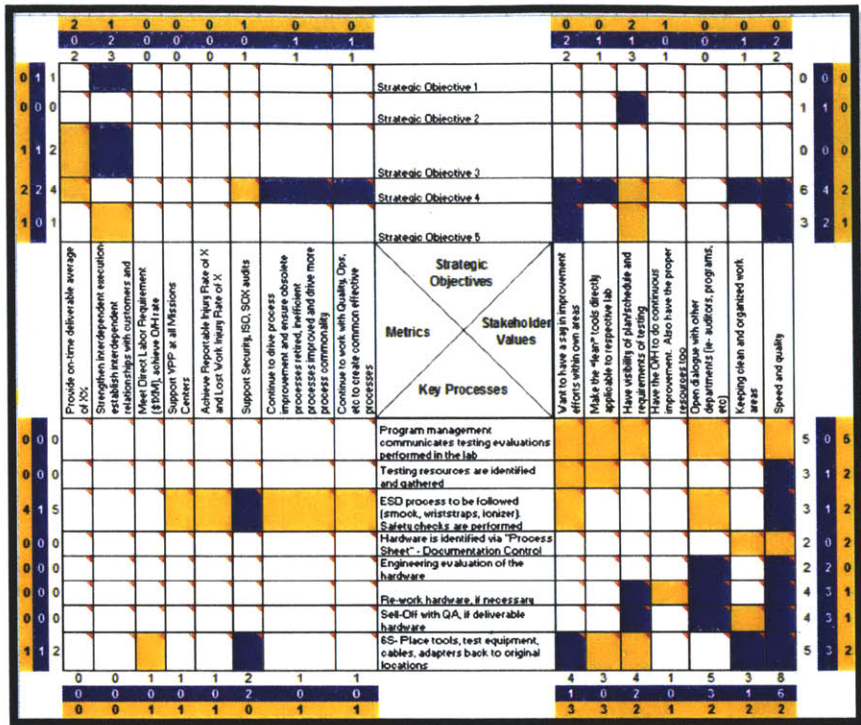 2 1 0 0 0 1 0 0 0 0 2 1 0 0 0
0 2 0 0 0 0 1 1 2 1 1 0 0 1 2
2 3 0 0 0 1 1 1 2 1 3 1 0 1 2
0 1 1 Strategic Objective 1 0 0 0
0 0 0 Strategic Objective 2 1 1 0
1 1 2 Strategic Objective 3 0 0 0
2 2 4 Strategic Objective 4 6 4 2
1 0 1 Strategic Objective 5 3 2 1
Provide on-time deliverable average
of X%
Strengthen interdependent execution-
establish interdependent
relationships with customers and
Meet Direct Labor Requirement
($DL/M), achieve O/H rate
Support VPP at all Missions
Centers
Achieve Reportable Injury Rate of X
and Lost Work Injury Rate of X
Support Security, ISO, SOX audits
Continue to drive process
improvement and ensure obsolete
processes retired, inefficient
processes improved and drive more
process commonality
Continue to work with Quality, Ops,
etc to create common effective
processes
Strategic
Objectives
Metrics
Stakeholder
Values
Key Processes
Want to have a say in improvement
efforts within own areas
Make the "lean" tools directly
applicable to respective lab
Have visibility of plan/schedule and
requirements of testing
Have the O/H to do continuous
improvement. Also have the proper
resources too
Open dialogue with other
departments (ie- auditors, programs,
etc)
Keeping clean and organized work
areas
Speed and quality
0 0 0 Program management
communicates testing evaluations
performed in the lab 5 0 5
0 0 0 Testing resources are identified
and gathered 3 1 2
4 1 5 ESD process to be followed
(smock, wriststraps, ionizer).
Safety checks are performed 3 1 2
0 0 0 Hardware is identified via "Process
Sheet" - Documentation Control 2 0 2
0 0 0 Engineering evaluation of the
hardware 2 2 0
0 0 0 Re-work hardware, if necessary 4 3 1
0 0 0 Sell-Off with QA, if deliverable
hardware 4 3 1
1 1 2 6S- Place tools, test equipment,
cables, adapters back to original
locations 5 3 2
0 0 1 1 1 2 1 1 4 3 4 1 5 3 8
0 0 0 0 0 2 0 0 1 0 2 0 3 1 6
0 0 1 1 1 0 1 1 3 3 2 1 2 2 2